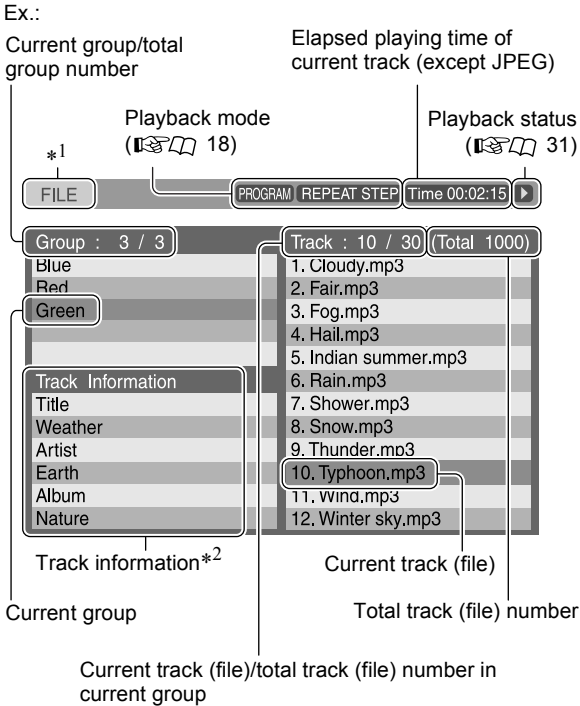 Ex.:
Current group/total
group number
Elapsed playing time of
current track (except JPEG)
Playback mode
(☞📖 18)
Playback status
(☞📖 31)
*1
FILE
PROGRAM REPEAT STEP Time 00:02:15
Group : 3 / 3
Track : 10 / 30 (Total 1000)
Blue
Red
Green
1. Cloudy.mp3
2. Fair.mp3
3. Fog.mp3
4. Hail.mp3
5. Indian summer.mp3
6. Rain.mp3
7. Shower.mp3
8. Snow.mp3
9. Thunder.mp3
10. Typhoon.mp3
11. Wind.mp3
12. Winter sky.mp3
Track Information
Title
Weather
Artist
Earth
Album
Nature
Track information*2
Current track (file)
Current group
Total track (file) number
Current track (file)/total track (file) number in
current group